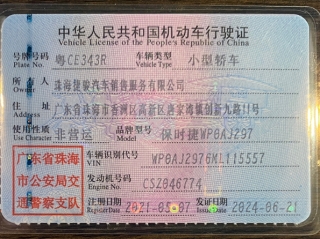 中华人民共和国机动车行驶证
Vehicle License of the People's Republic of China
号牌号码 粤CE343R 车辆类型 小型轿车
Plate No. Vehicle Type
所有人 珠海捷骏汽车销售服务有限公司
Owner
住址 广东省珠海市香洲区高新区唐家湾镇创新九路11号
Address
使用性质 非营运 品牌型号 保时捷WP0AJ297
Use Character Model
广东省珠海
市公安局交
通警察支队
车辆识别代号 WP0AJ2976ML115557
VIN
发动机号码 CSZ046774
Engine No.
注册日期 2021-05-07 发证日期 2024-06-21
Register Date Issue Date